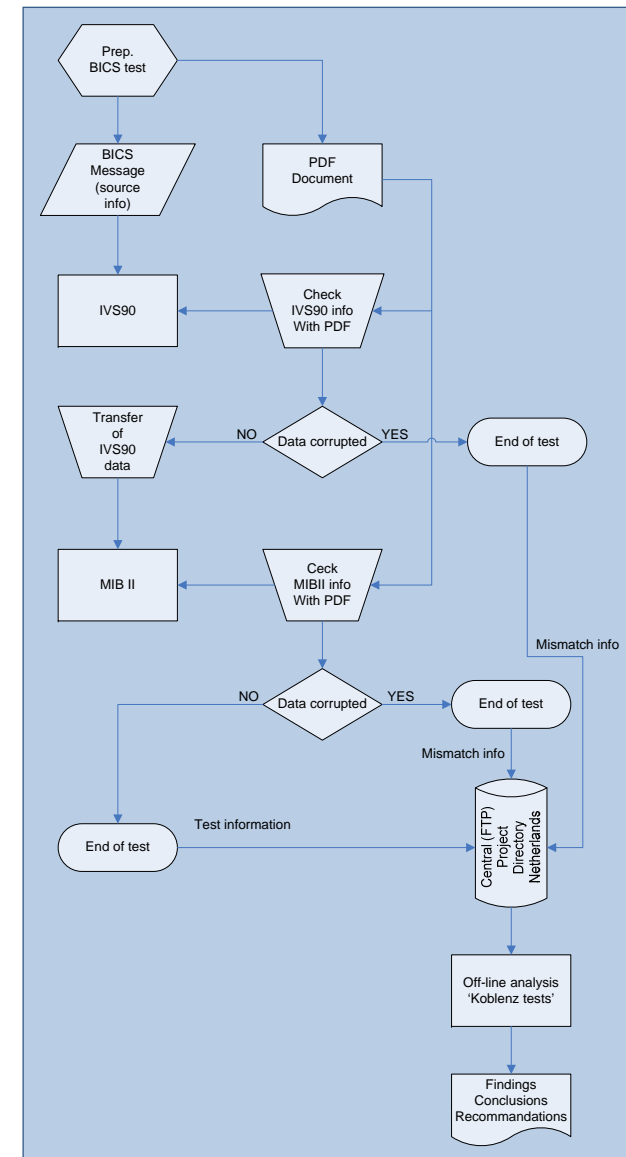 Prep.
BICS test
BICS
Message
(source
info)
PDF
Document
IVS90
Check
IVS90 info
With PDF
Transfer
of
IVS90
data
NO
Data corrupted
YES
End of test
MIB II
Ceck
MIBII info
With PDF
Mismatch info
NO
Data corrupted
YES
End of test
Mismatch info
End of test
Test information
Central (FTP)
Project
Directory
Netherlands
Off-line analysis
‘Koblenz tests’
Findings
Conclusions
Recommandations